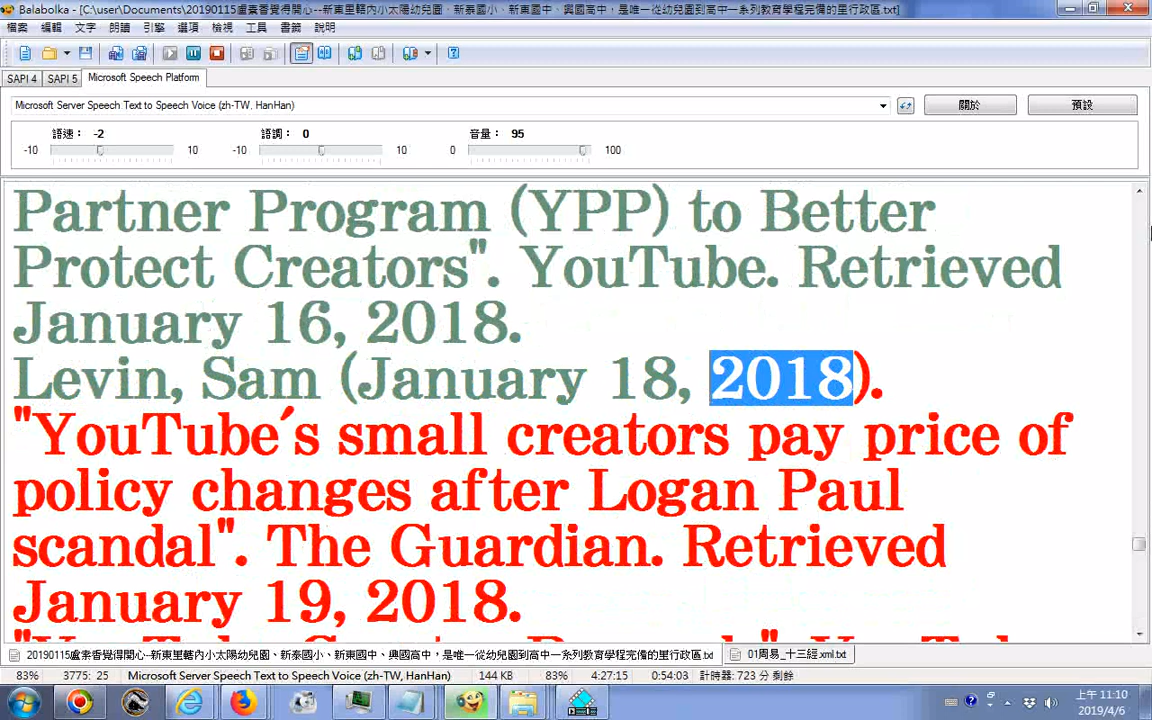 Balabolka - [C:\user\Documents\20190115盧素香覺得開心--新東里轄內小太陽幼兒園、新泰國小、新東國中、興國高中，是唯一從幼兒園到高中一系列教育學程完備的里行政區.txt]
檔案 編輯 文字 朗讀 引擎 選項 檢視 工具 書籤 說明
SAPI 4 SAPI 5 Microsoft Speech Platform
Microsoft Server Speech Text to Speech Voice (zh-TW, HanHan) 關於 預設
語速： -2 語調： 0 音量： 95
-10 10 -10 10 0 100
Partner Program (YPP) to Better
Protect Creators". YouTube. Retrieved
January 16, 2018.
Levin, Sam (January 18, 2018).
"YouTube's small creators pay price of
policy changes after Logan Paul
scandal". The Guardian. Retrieved
January 19, 2018.
20190115盧素香覺得開心--新東里轄內小太陽幼兒園、新泰國小、新東國中、興國高中，是唯一從幼兒園到高中一系列教育學程完備的里行政區.txt 01周易_十三經.xml.txt
83% 3775: 25 Microsoft Server Speech Text to Speech Voice (zh-TW, HanHan) 144 KB 83% 4:27:15 0:54:03 計時器: 723 分 剩餘
上午 11:10
2019/4/6